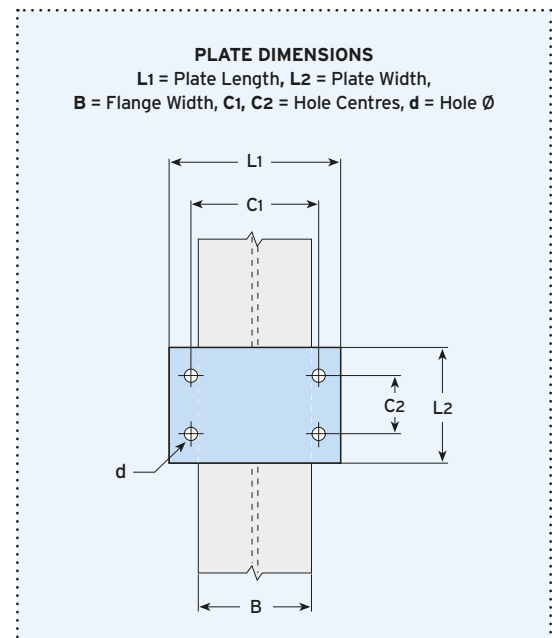 PLATE DIMENSIONS
L1 = Plate Length, L2 = Plate Width,
B = Flange Width, C1, C2 = Hole Centres, d = Hole Ø
L1
C1
C2
L2
d
B